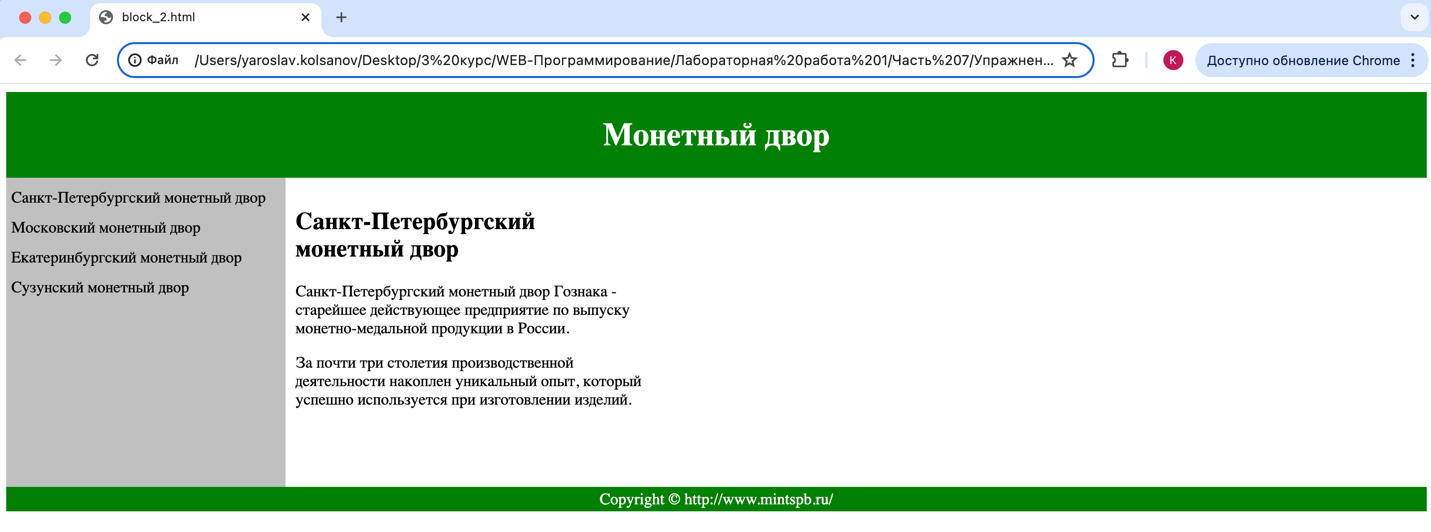 block_2.html
Файл /Users/yaroslav.kolsanov/Desktop/3%20курс/WEB-Программирование/Лабораторная%20работа%201/Часть%207/Упражнен...
K
Доступно обновление Chrome
Монетный двор
Санкт-Петербургский монетный двор
Московский монетный двор
Екатеринбургский монетный двор
Сузунский монетный двор
Санкт-Петербургский
монетный двор
Санкт-Петербургский монетный двор Гознака -
старейшее действующее предприятие по выпуску
монетно-медальной продукции в России.
За почти три столетия производственной
деятельности накоплен уникальный опыт, который
успешно используется при изготовлении изделий.
Copyright © http://www.mintspb.ru/